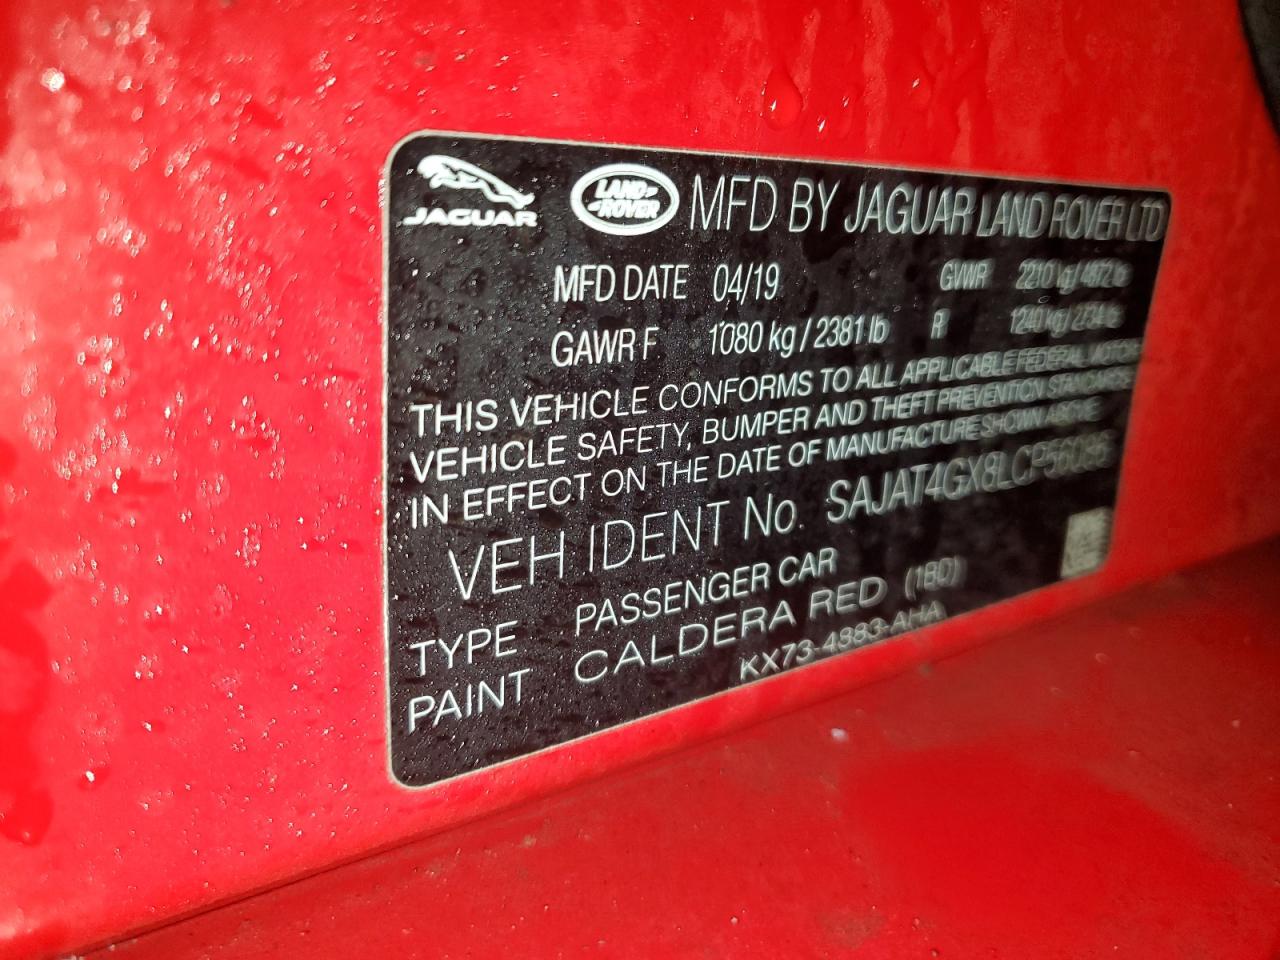 JAGUAR
LAND-
-ROVER
MFD BY JAGUAR LAND ROVER LTD
MFD DATE 04/19 GVWR 2210 kg/4872 lb
GAWR F 1080 kg / 2381 lb R 1240 kg/2734 lb
THIS VEHICLE CONFORMS TO ALL APPLICABLE FEDERAL MOTOR
VEHICLE SAFETY, BUMPER AND THEFT PREVENTION STANDARDS
IN EFFECT ON THE DATE OF MANUFACTURE SHOWN ABOVE
VEH IDENT No. SAJAT4GX8LCP56086
TYPE PASSENGER CAR
PAINT CALDERA RED (1BD)
KX73-4883-AHA